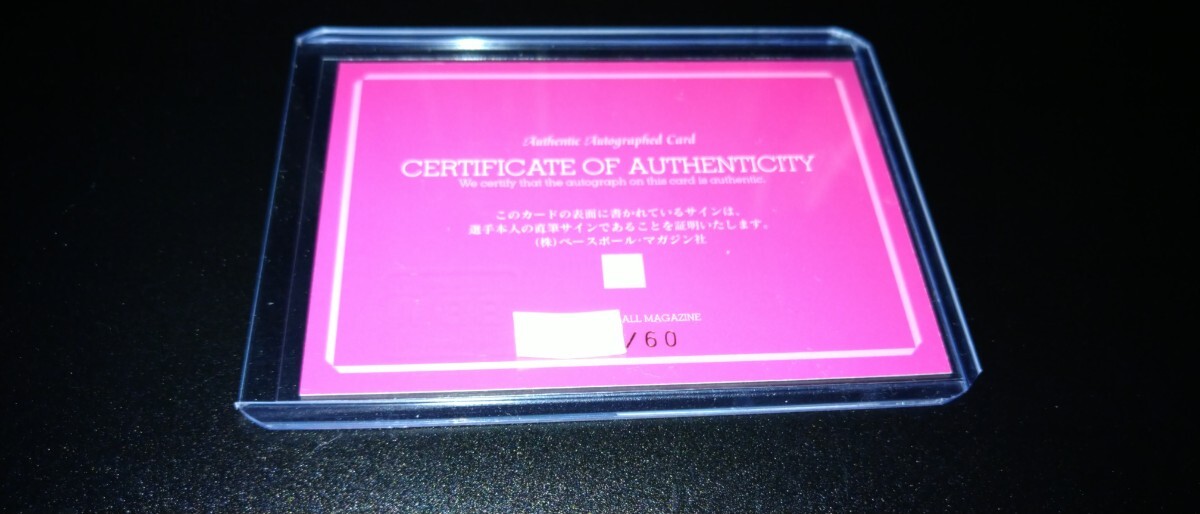 Authentic Autographed Card
CERTIFICATE OF AUTHENTICITY
We certify that the autograph on this card is authentic.
このカードの表面に書かれているサインは、
選手本人の直筆サインであることを証明いたします。
(株)ベースボール・マガジン社
ALL MAGAZINE
/60